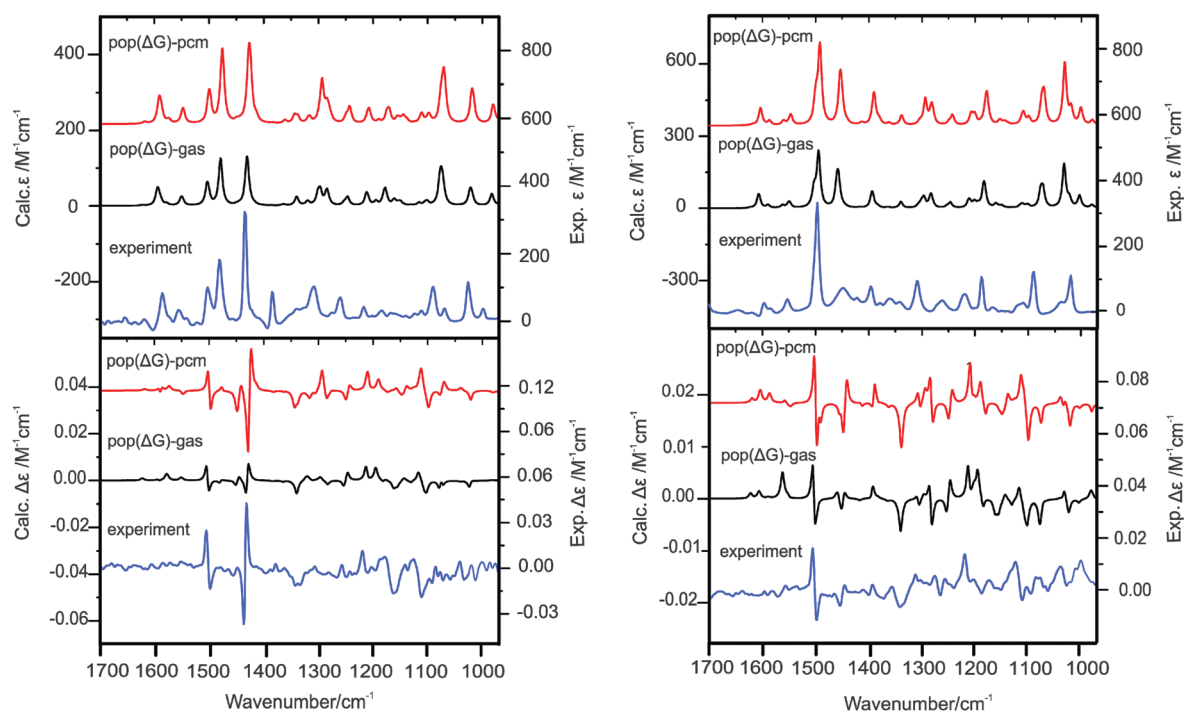 400
200
0
-200
Calc.ε /M⁻¹cm⁻¹
pop(ΔG)-pcm
pop(ΔG)-gas
experiment
800
600
400
200
0
Exp. ε /M⁻¹cm⁻¹
0.04
0.02
0.00
-0.02
-0.04
-0.06
Calc. Δε /M⁻¹cm⁻¹
pop(ΔG)-pcm
pop(ΔG)-gas
experiment
0.12
0.06
0.06
0.03
0.00
-0.03
Exp.Δε /M⁻¹cm⁻¹
1700 1600 1500 1400 1300 1200 1100 1000
Wavenumber/cm⁻¹
600
300
0
-300
Calc.ε /M⁻¹cm⁻¹
pop(ΔG)-pcm
pop(ΔG)-gas
experiment
800
600
400
200
0
Exp. ε /M⁻¹cm⁻¹
0.02
0.01
0.00
-0.01
-0.02
Calc. Δε /M⁻¹cm⁻¹
pop(ΔG)-pcm
pop(ΔG)-gas
experiment
0.08
0.06
0.04
0.02
0.00
Exp.Δε /M⁻¹cm⁻¹
1700 1600 1500 1400 1300 1200 1100 1000
Wavenumber/cm⁻¹